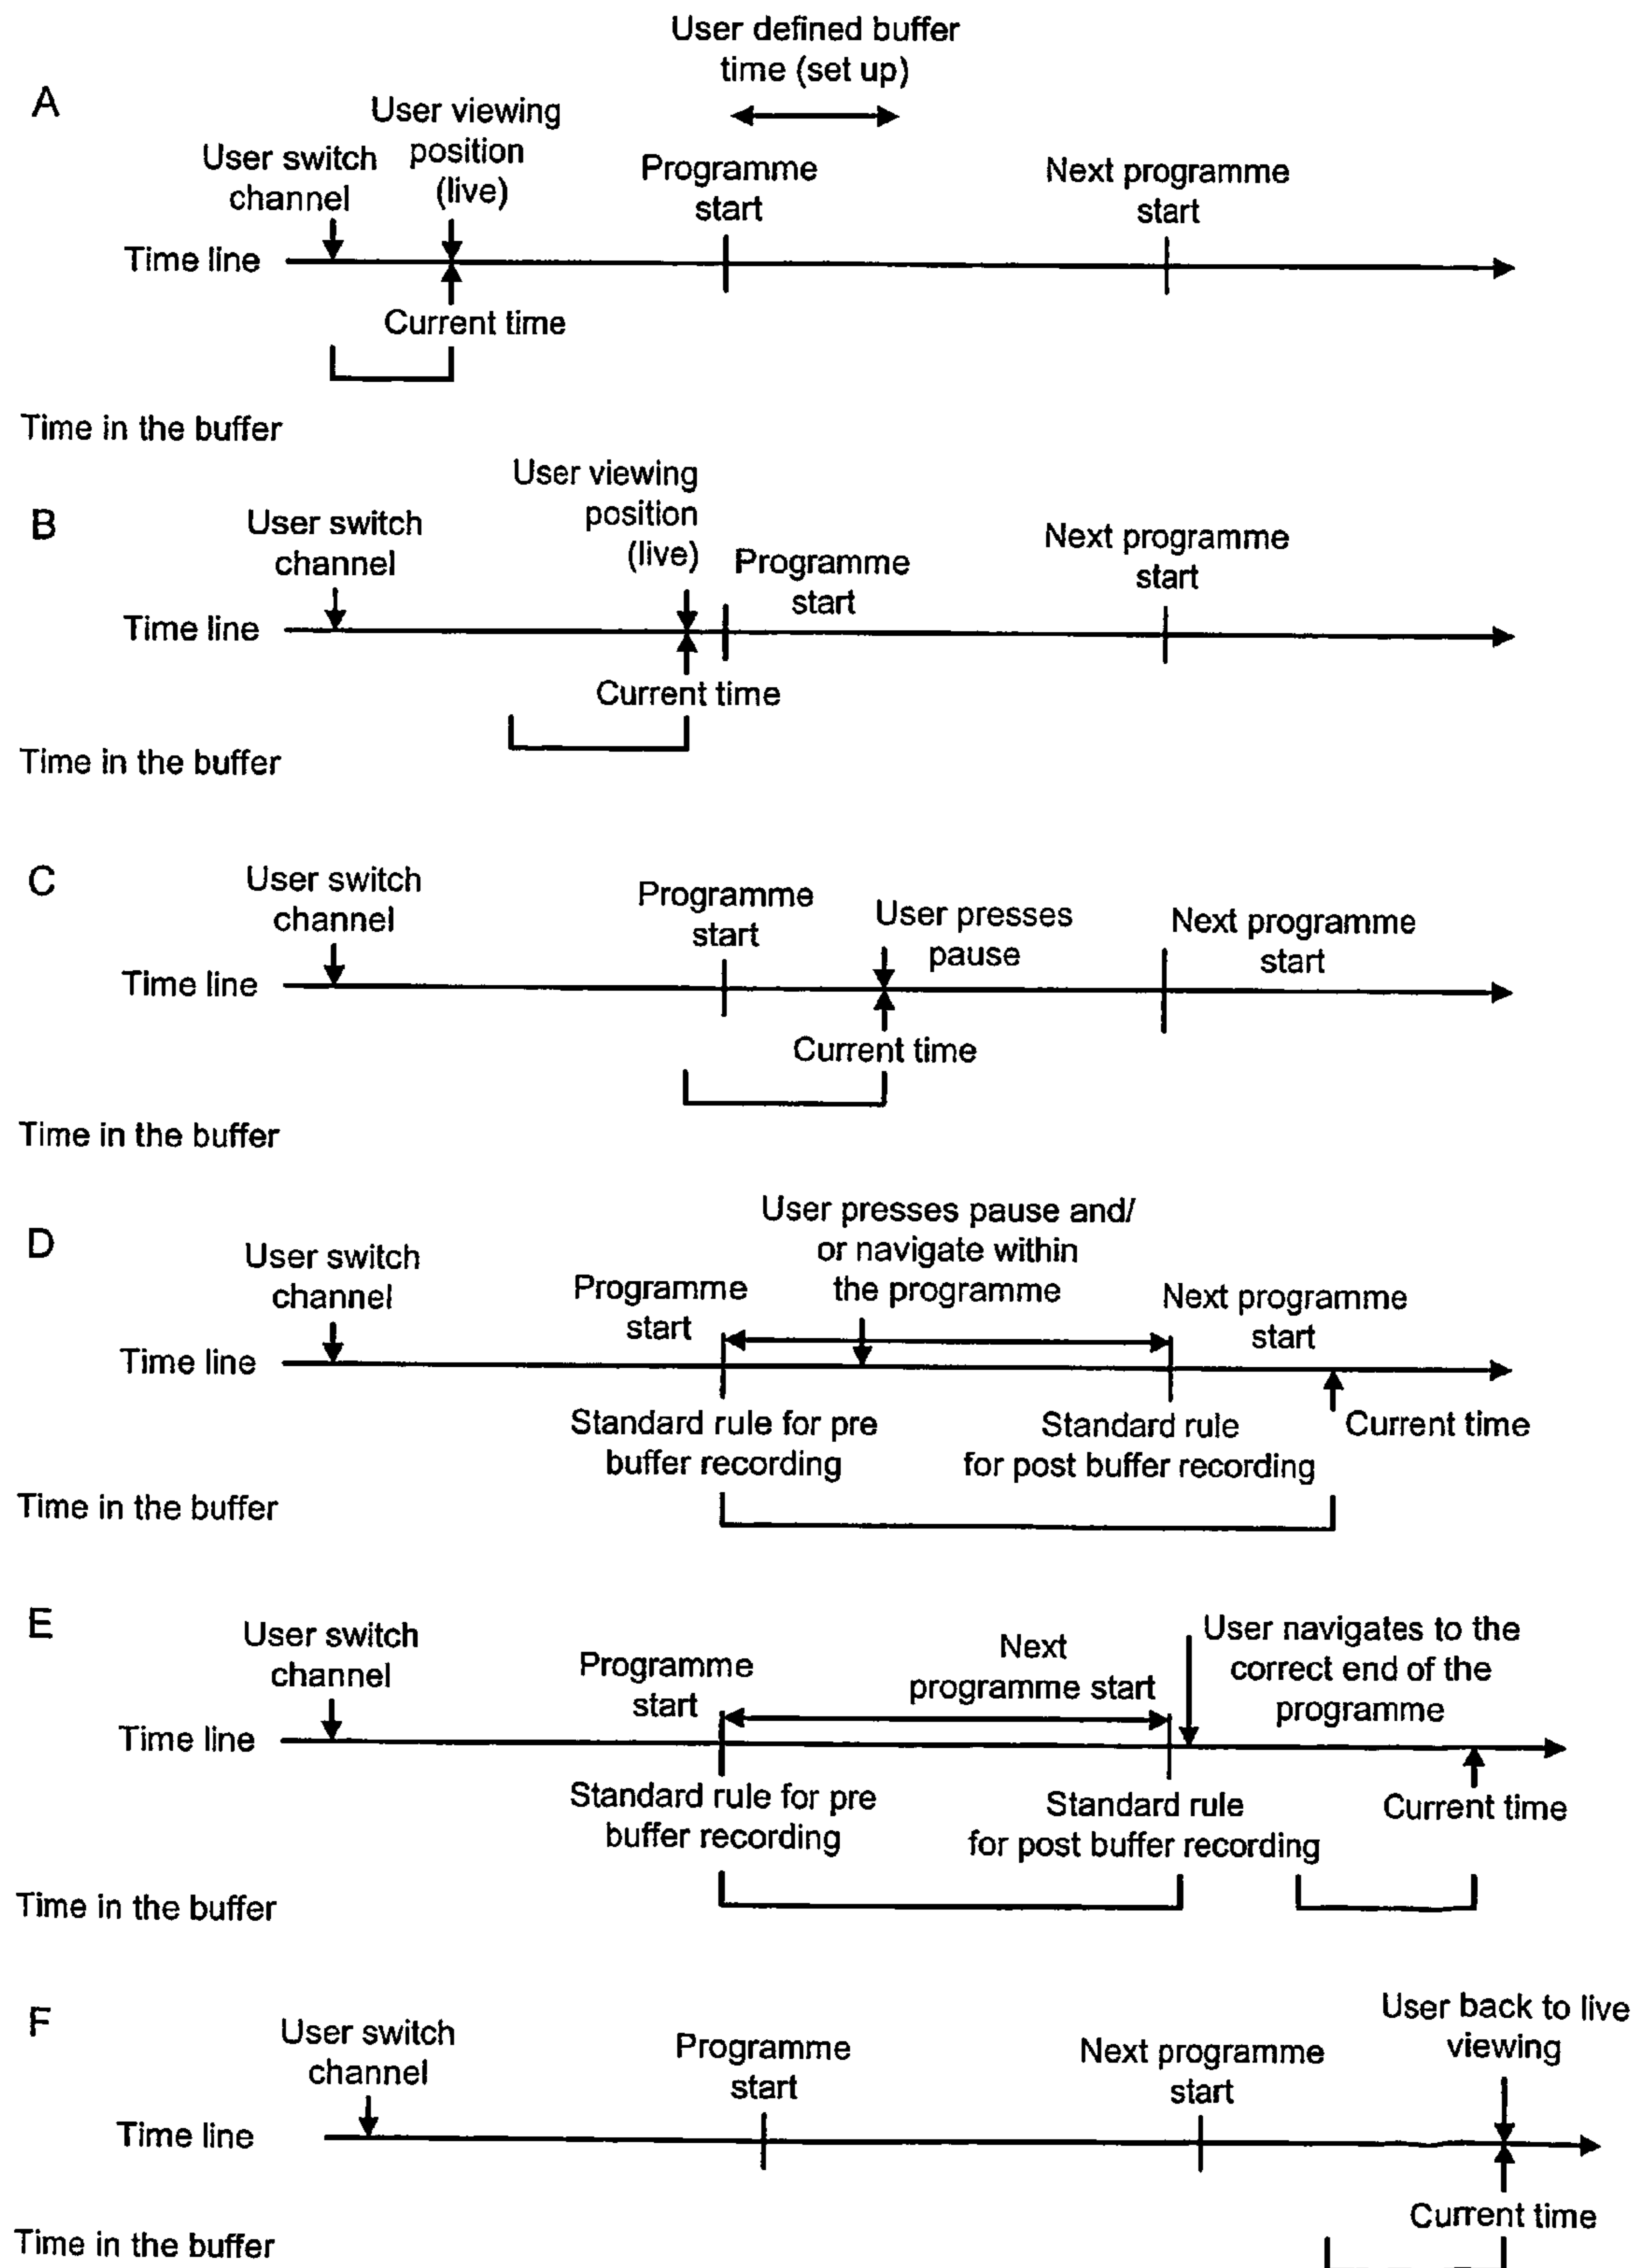 User defined buffer
time (set up)
A
User viewing
position
(live)
User switch
channel
Programme
start
Next programme
start
Time line
Current time
Time in the buffer
B
User viewing
position
(live)
User switch
channel
Programme
start
Next programme
start
Time line
Current time
Time in the buffer
C
User switch
channel
Programme
start
User presses
pause
Next programme
start
Time line
Current time
Time in the buffer
D
User switch
channel
Programme
start
User presses pause and/
or navigate within
the programme
Next programme
start
Time line
Standard rule for pre
buffer recording
Standard rule
for post buffer recording
Current time
Time in the buffer
E
User switch
channel
Programme
start
Next
programme start
User navigates to the
correct end of the
programme
Time line
Standard rule for pre
buffer recording
Standard rule
for post buffer recording
Current time
Time in the buffer
F
User switch
channel
Programme
start
Next programme
start
User back to live
viewing
Time line
Current time
Time in the buffer